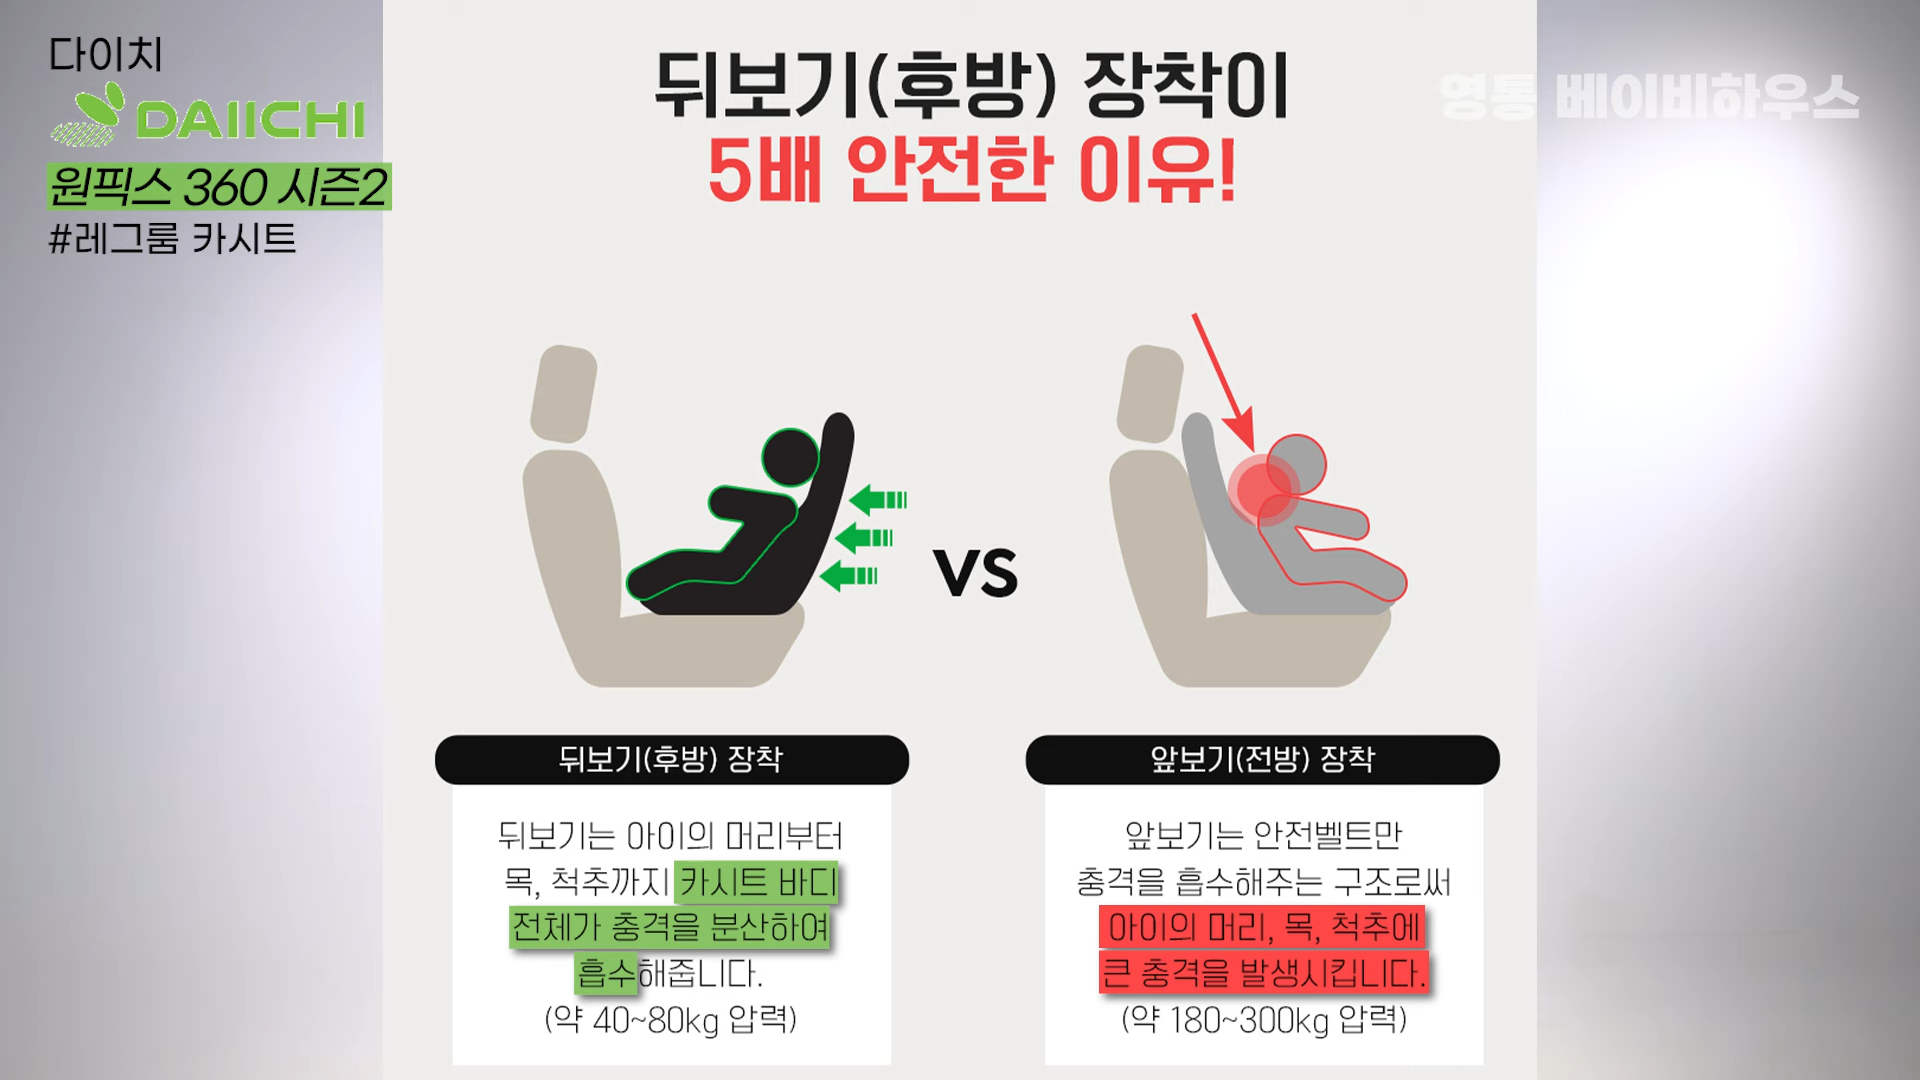 다이치
DAIICHI
원픽스 360 시즌2
#레그룸 카시트
영통 베이비하우스
뒤보기(후방) 장착이
5배 안전한 이유!
VS
뒤보기(후방) 장착
뒤보기는 아이의 머리부터
목, 척추까지 카시트 바디
전체가 충격을 분산하여
흡수해줍니다.
(약 40~80kg 압력)
앞보기(전방) 장착
앞보기는 안전벨트만
충격을 흡수해주는 구조로써
아이의 머리, 목, 척추에
큰 충격을 발생시킵니다.
(약 180~300kg 압력)